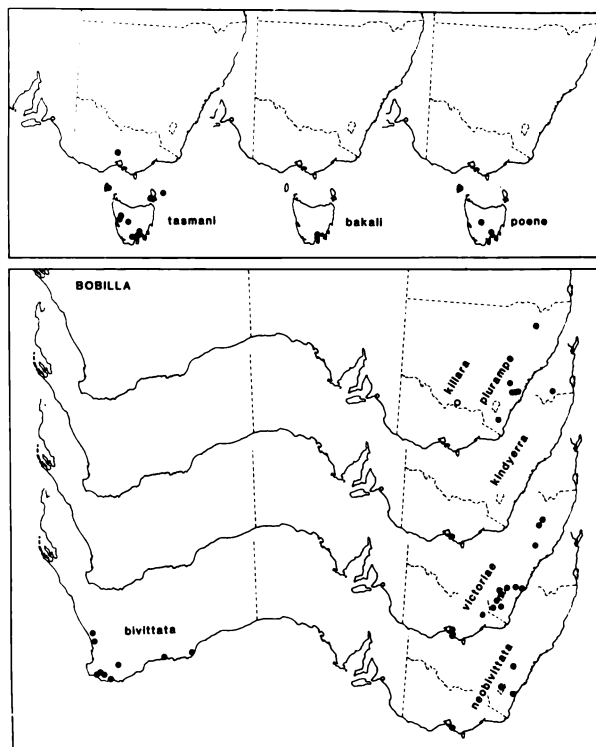 tasmani
bakali
poene
BOBILLA
killara
plurampe
kindyerra
victoriae
bivittata
neobivittata